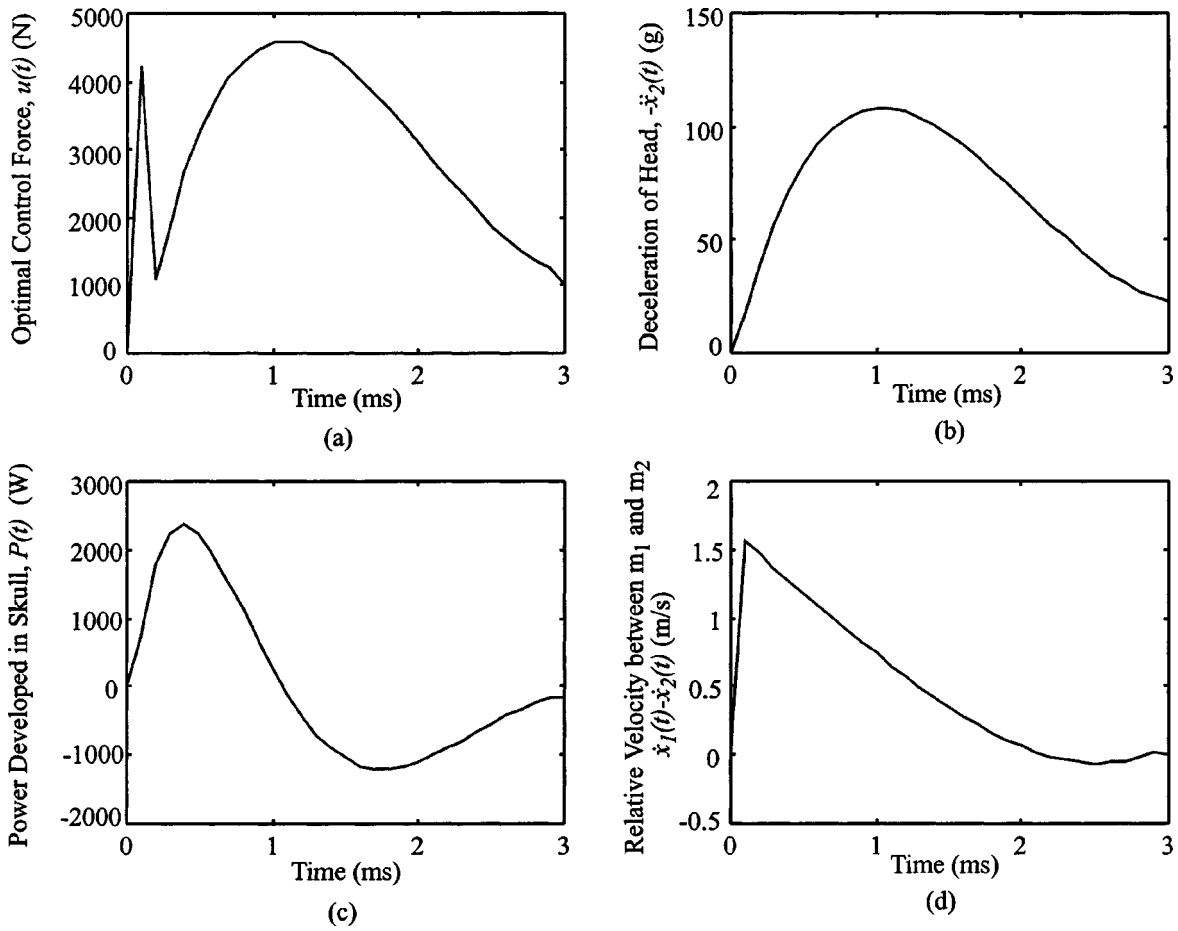 Optimal Control Force, u(t) (N)
5000
4000
3000
2000
1000
0
0 1 2 3
Time (ms)
(a)
Deceleration of Head, -ẍ₂(t) (g)
150
100
50
0
0 1 2 3
Time (ms)
(b)
Power Developed in Skull, P(t) (W)
3000
2000
1000
0
-1000
-2000
0 1 2 3
Time (ms)
(c)
Relative Velocity between m₁ and m₂
ẋ₁(t)-ẋ₂(t) (m/s)
2
1.5
1
0.5
0
-0.5
0 1 2 3
Time (ms)
(d)